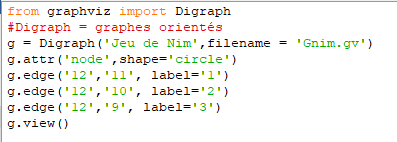 from graphviz import Digraph
#Digraph = graphes orientés
g = Digraph('Jeu de Nim',filename = 'Gnim.gv')
g.attr('node',shape='circle')
g.edge('12','11', label='1')
g.edge('12','10', label='2')
g.edge('12','9', label='3')
g.view()